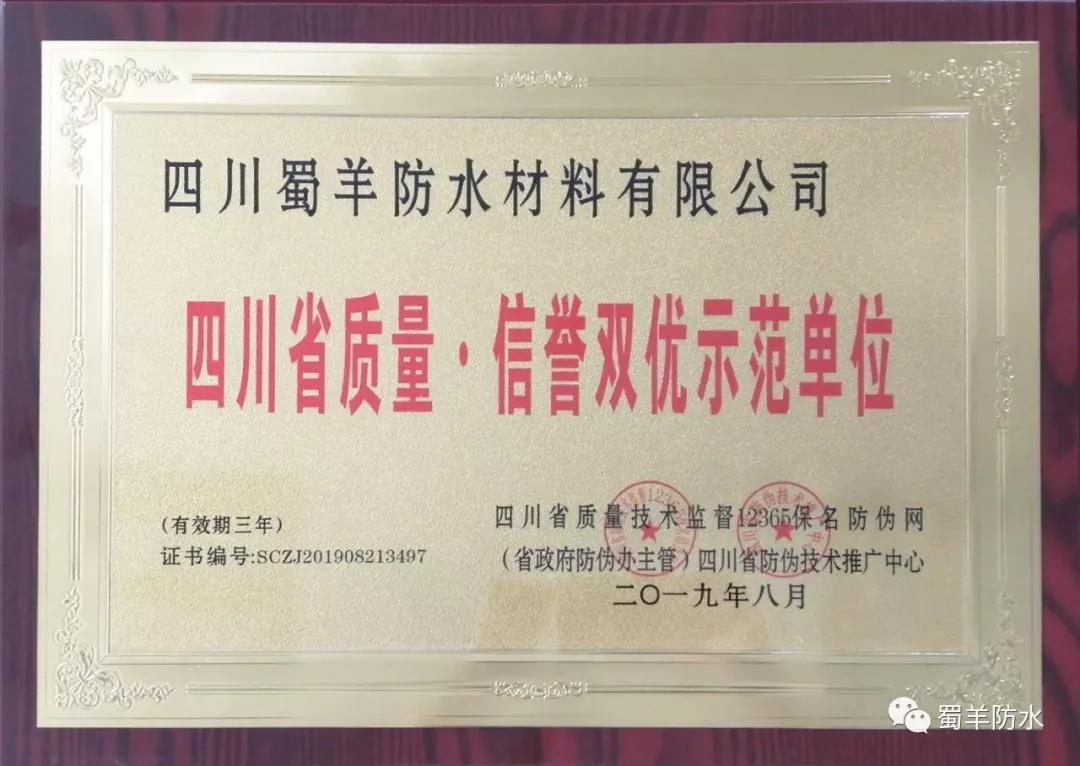 四川蜀羊防水材料有限公司
四川省质量·信誉双优示范单位
(有效期三年)
证书编号:SCZJ201908213497
四川省质量技术监督12365保名防伪网
(省政府防伪办主管)四川省防伪技术推广中心
二〇一九年八月
蜀羊防水